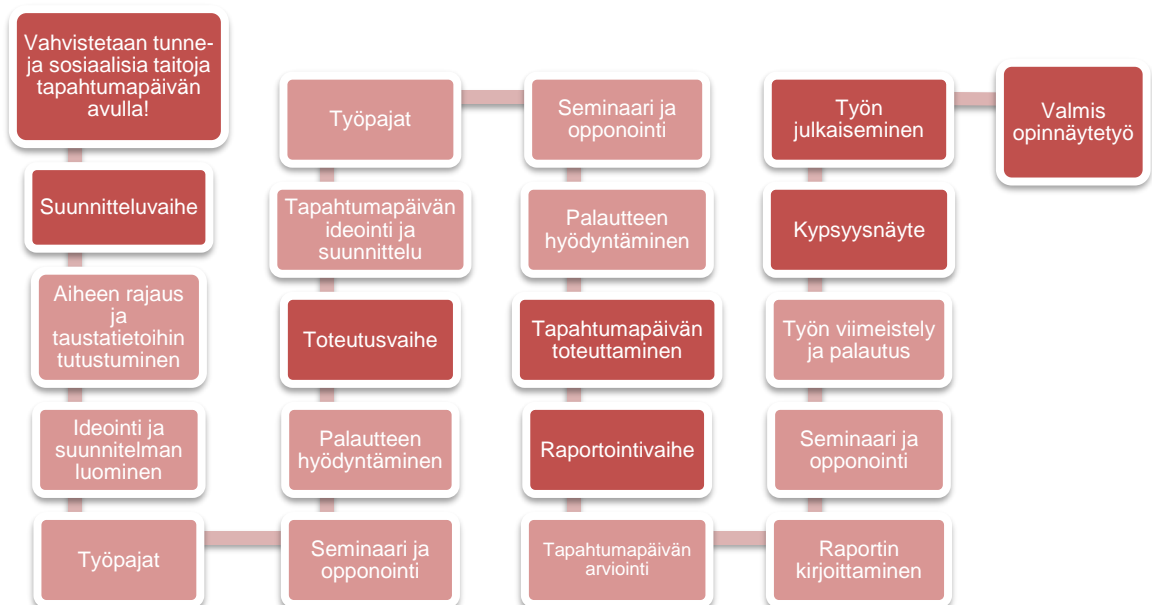 Vahvistetaan tunne-
ja sosiaalisia taitoja
tapahtumapäivän
avulla!
Suunnitteluvaihe
Aiheen rajaus
ja
taustatietoihin
tutustuminen
Ideointi ja
suunnitelman
luominen
Työpajat
Seminaari ja
opponointi
Palautteen
hyödyntäminen
Toteutusvaihe
Tapahtumapäivän
ideointi ja
suunnittelu
Työpajat
Seminaari ja
opponointi
Palautteen
hyödyntäminen
Tapahtumapäivän
toteuttaminen
Raportointivaihe
Tapahtumapäivän
arviointi
Raportin
kirjoittaminen
Seminaari ja
opponointi
Työn viimeistely
ja palautus
Kypsyysnäyte
Työn
julkaiseminen
Valmis
opinnäytetyö